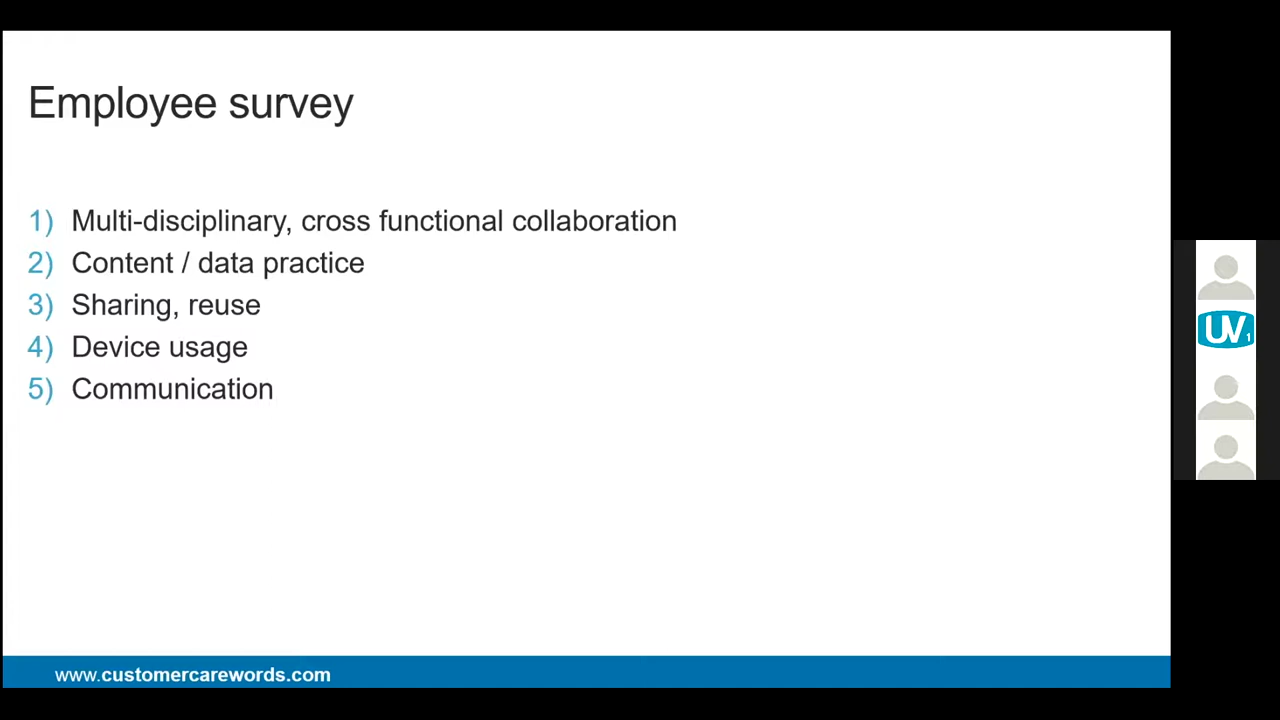 Employee survey
1) Multi-disciplinary, cross functional collaboration
2) Content / data practice
3) Sharing, reuse
4) Device usage
5) Communication
UV1
www.customercarewords.com